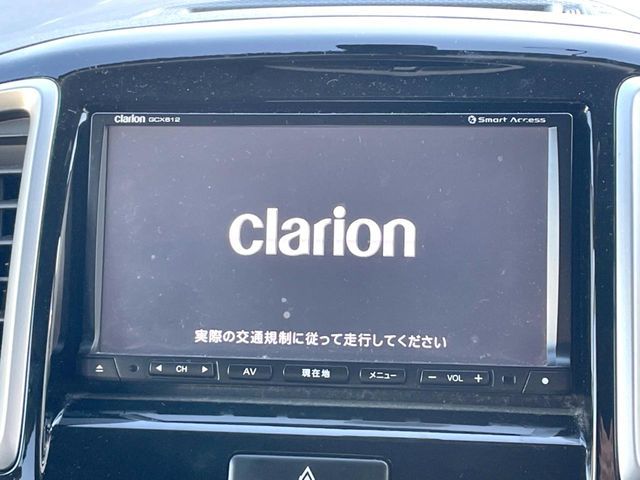 clarion GCX612 Smart Access
clarion
実際の交通規制に従って走行してください
CH AV 現在地 メニュー − VOL +